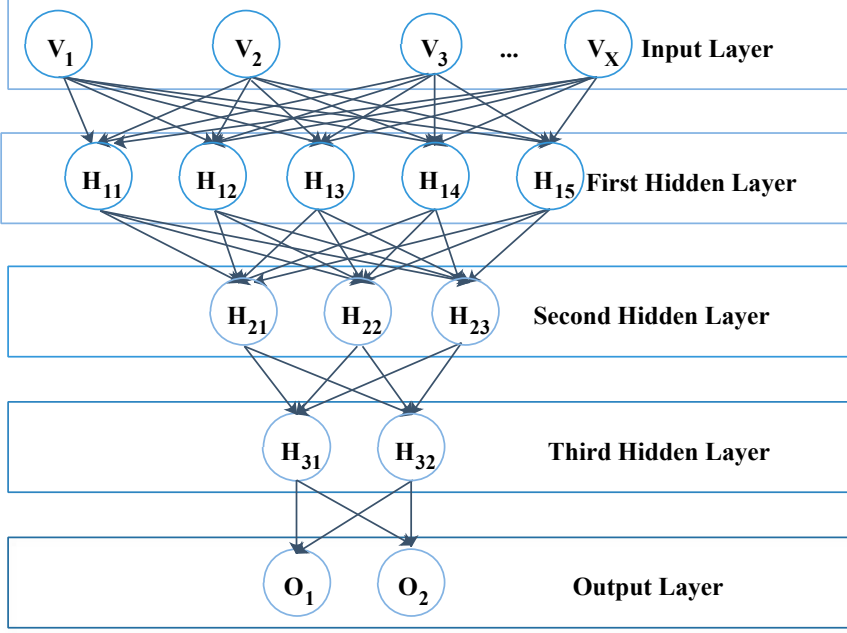 V1 V2 V3 ... VX Input Layer
H11 H12 H13 H14 H15 First Hidden Layer
H21 H22 H23 Second Hidden Layer
H31 H32 Third Hidden Layer
O1 O2 Output Layer